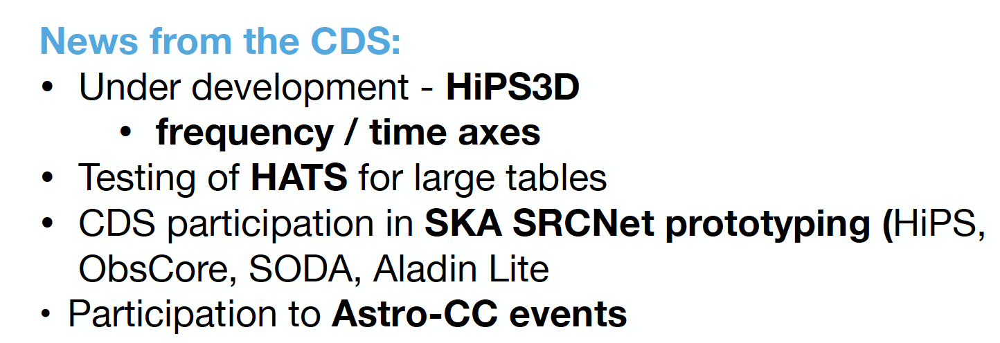 News from the CDS:
• Under development - HiPS3D
• frequency / time axes
• Testing of HATS for large tables
• CDS participation in SKA SRCNet prototyping (HiPS,
ObsCore, SODA, Aladin Lite
• Participation to Astro-CC events